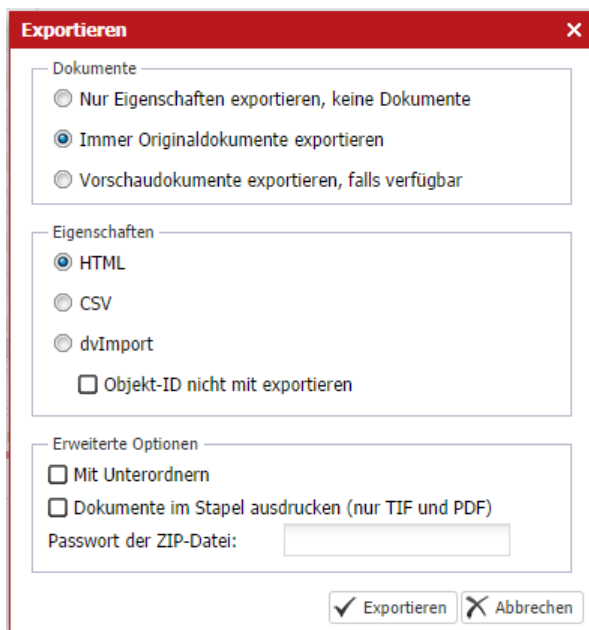 Exportieren
Dokumente
Nur Eigenschaften exportieren, keine Dokumente
Immer Originaldokumente exportieren
Vorschaudokumente exportieren, falls verfügbar
Eigenschaften
HTML
CSV
dvImport
Objekt-ID nicht mit exportieren
Erweiterte Optionen
Mit Unterordnern
Dokumente im Stapel ausdrucken (nur TIF und PDF)
Passwort der ZIP-Datei:
Exportieren Abbrechen